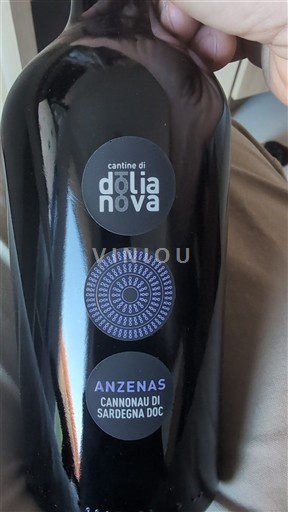 cantine di
dolia
nova
VINIOU
ANZENAS
CANNONAU DI
SARDEGNA DOC